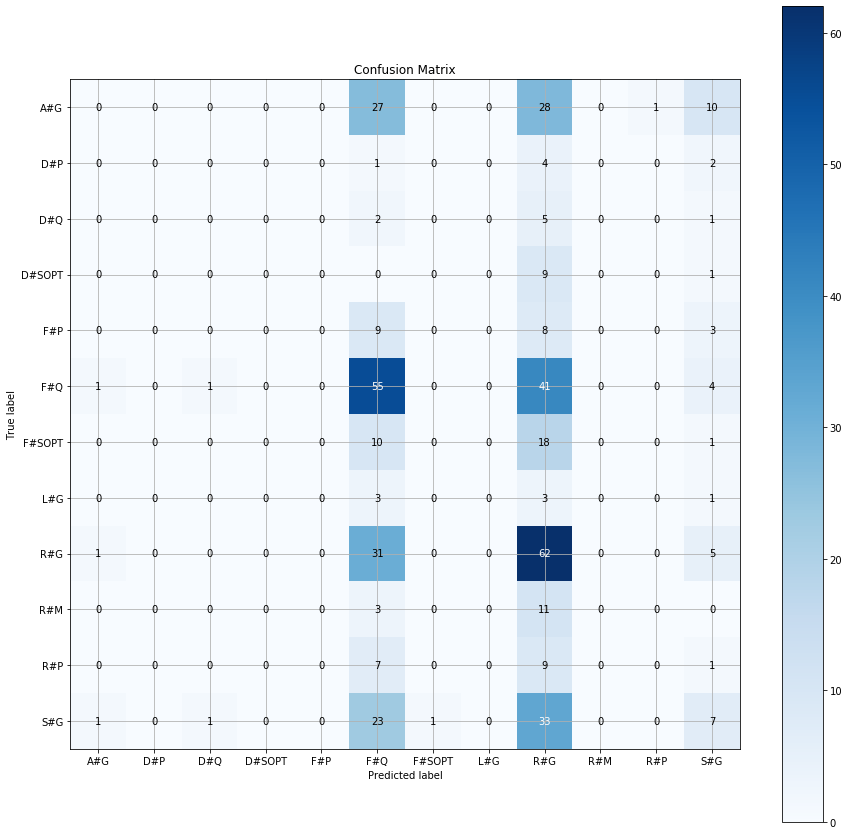 Confusion Matrix
A#G 0 0 0 0 0 27 0 0 28 0 1 10
D#P 0 0 0 0 0 1 0 0 4 0 0 2
D#Q 0 0 0 0 0 2 0 0 5 0 0 1
D#SOPT 0 0 0 0 0 0 0 0 9 0 0 1
F#P 0 0 0 0 0 9 0 0 8 0 0 3
F#Q 1 0 1 0 0 55 0 0 41 0 0 4
F#SOPT 0 0 0 0 0 10 0 0 18 0 0 1
L#G 0 0 0 0 0 3 0 0 3 0 0 1
R#G 1 0 0 0 0 31 0 0 62 0 0 5
R#M 0 0 0 0 0 3 0 0 11 0 0 0
R#P 0 0 0 0 0 7 0 0 9 0 0 1
S#G 1 0 1 0 0 23 1 0 33 0 0 7
A#G D#P D#Q D#SOPT F#P F#Q F#SOPT L#G R#G R#M R#P S#G
Predicted label
True label
60
50
40
30
20
10
0